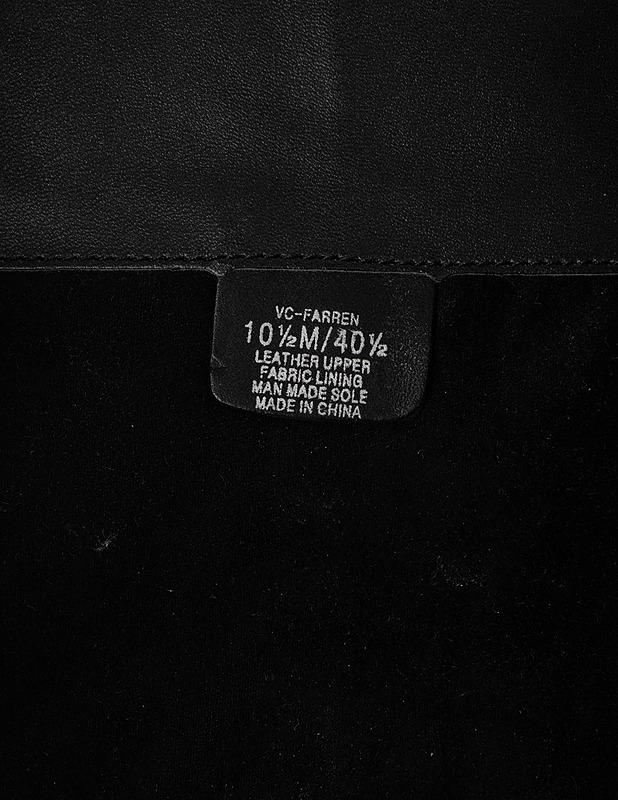 VC-FARREN
10½M/40½
LEATHER UPPER
FABRIC LINING
MAN MADE SOLE
MADE IN CHINA